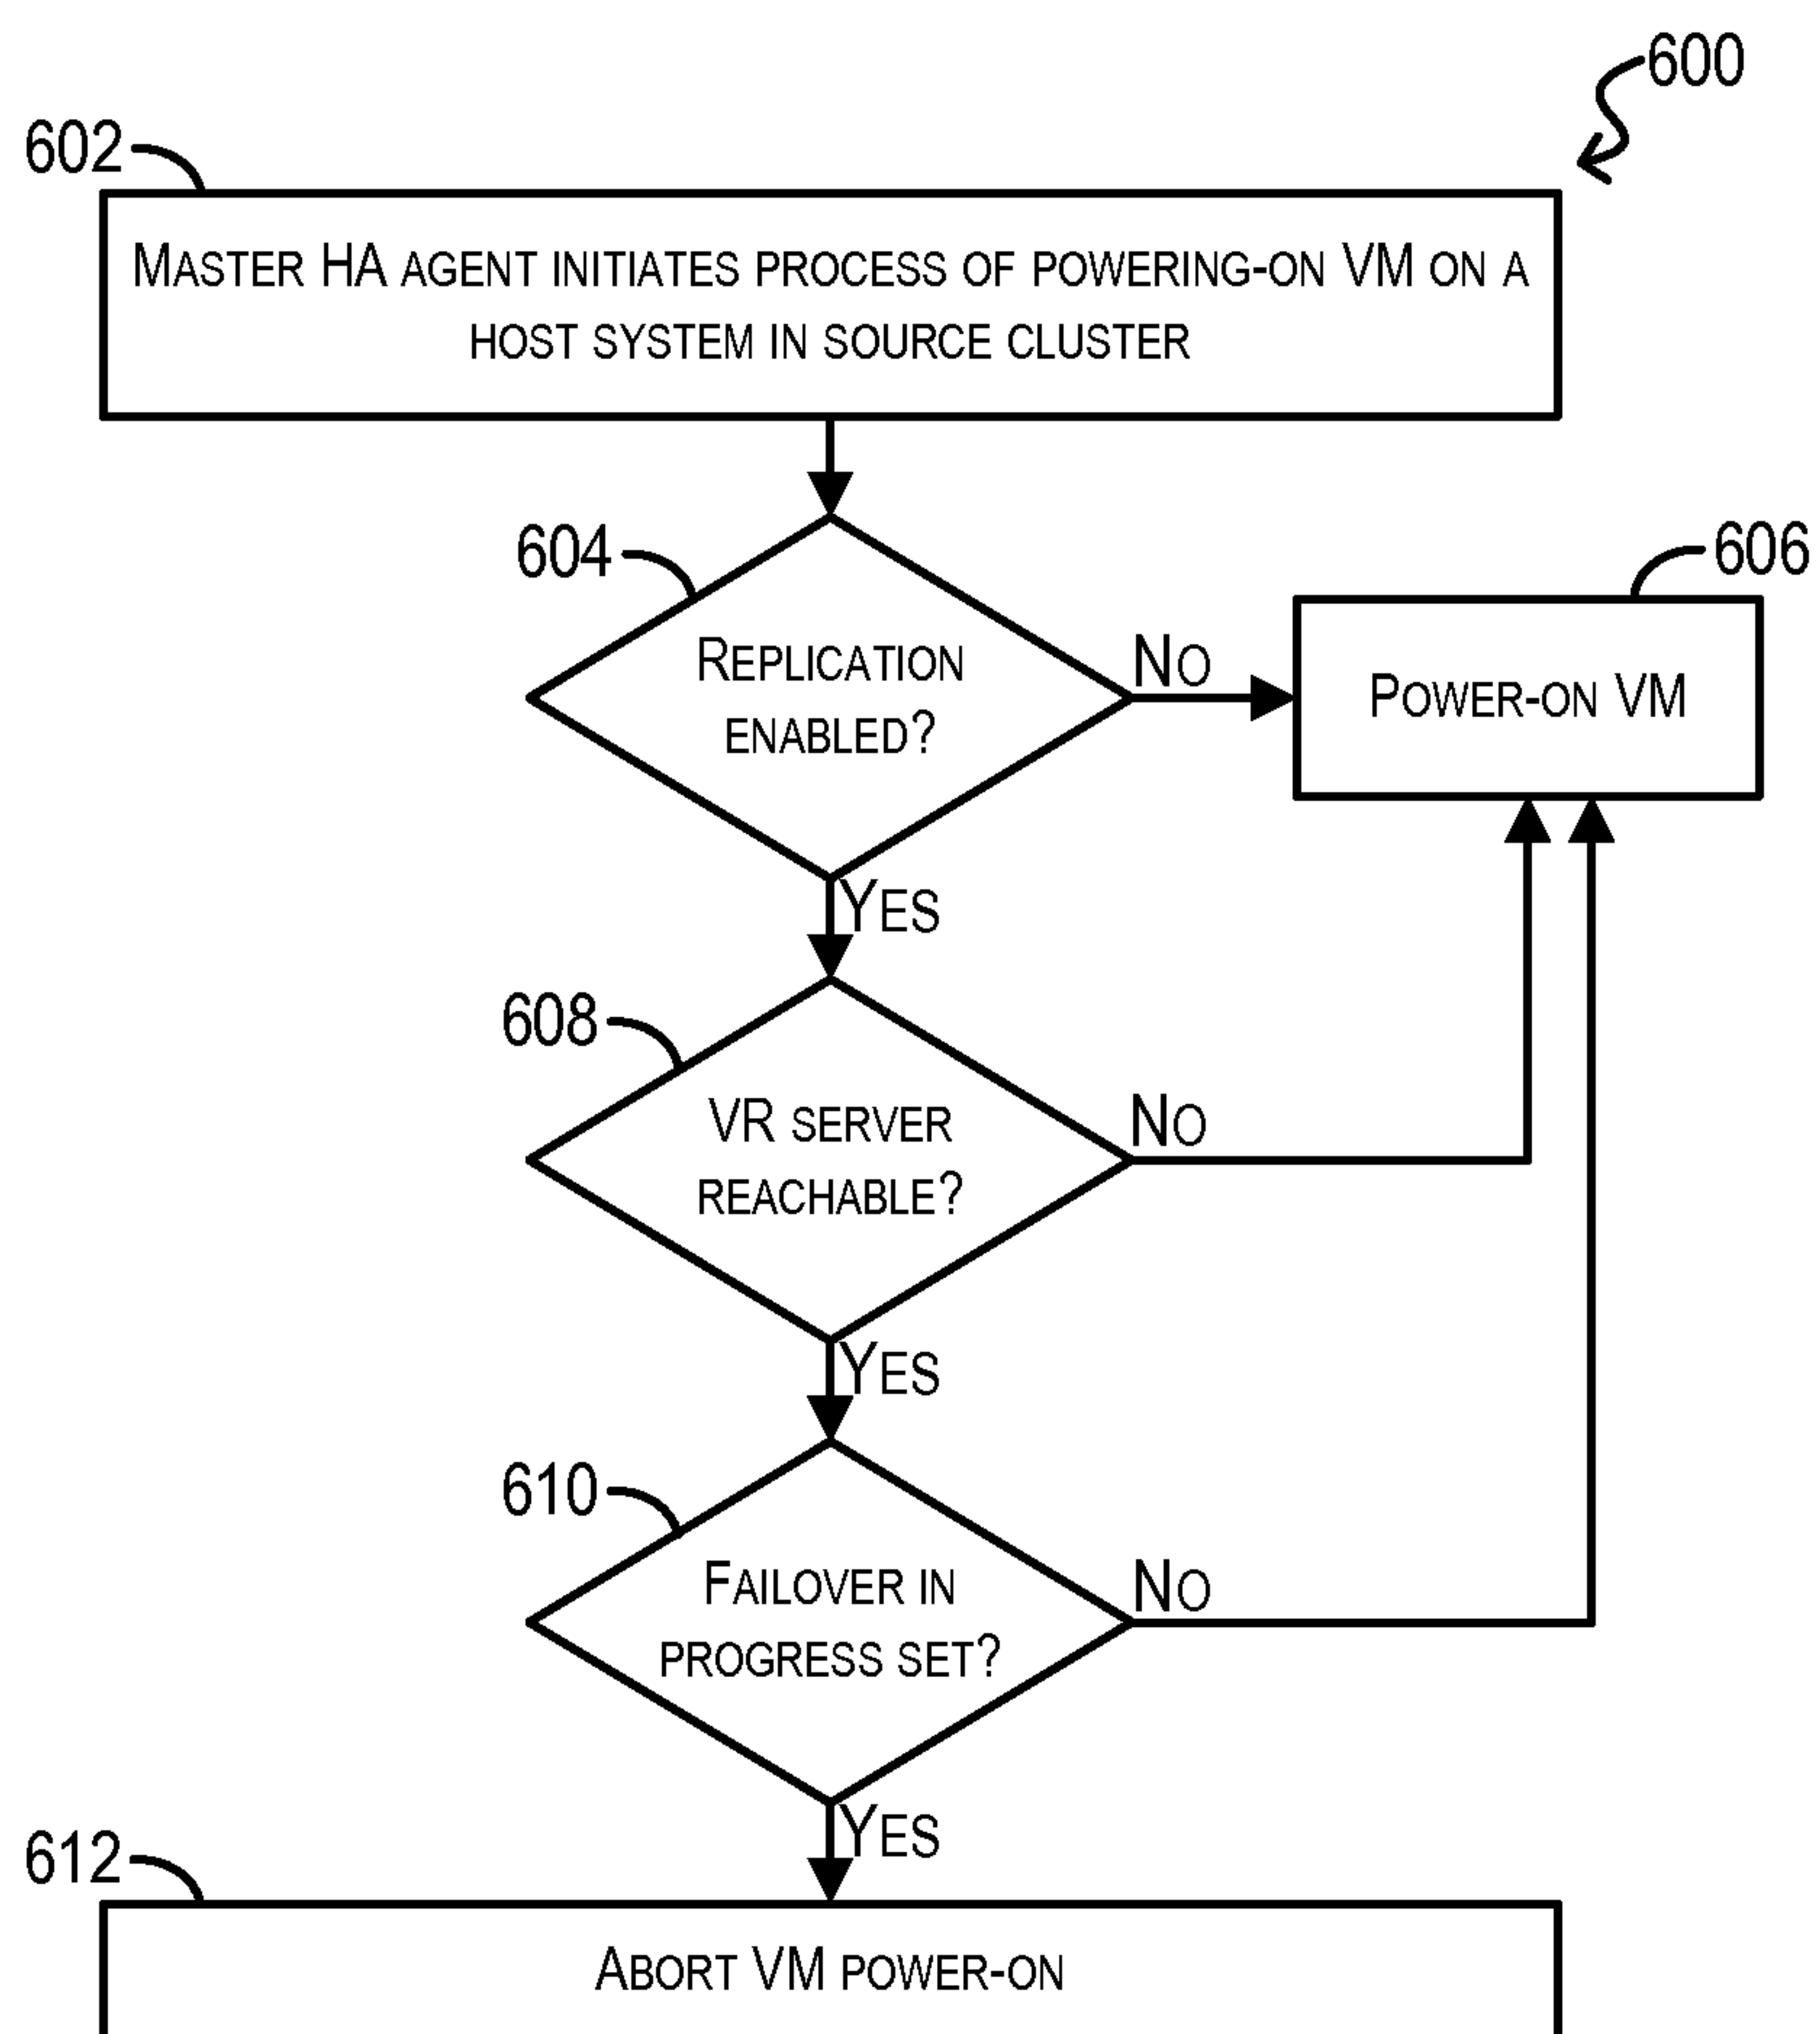 600
602
MASTER HA AGENT INITIATES PROCESS OF POWERING-ON VM ON A
HOST SYSTEM IN SOURCE CLUSTER
604
606
REPLICATION
ENABLED?
NO
POWER-ON VM
YES
608
VR SERVER
REACHABLE?
NO
YES
610
FAILOVER IN
PROGRESS SET?
NO
YES
612
ABORT VM POWER-ON